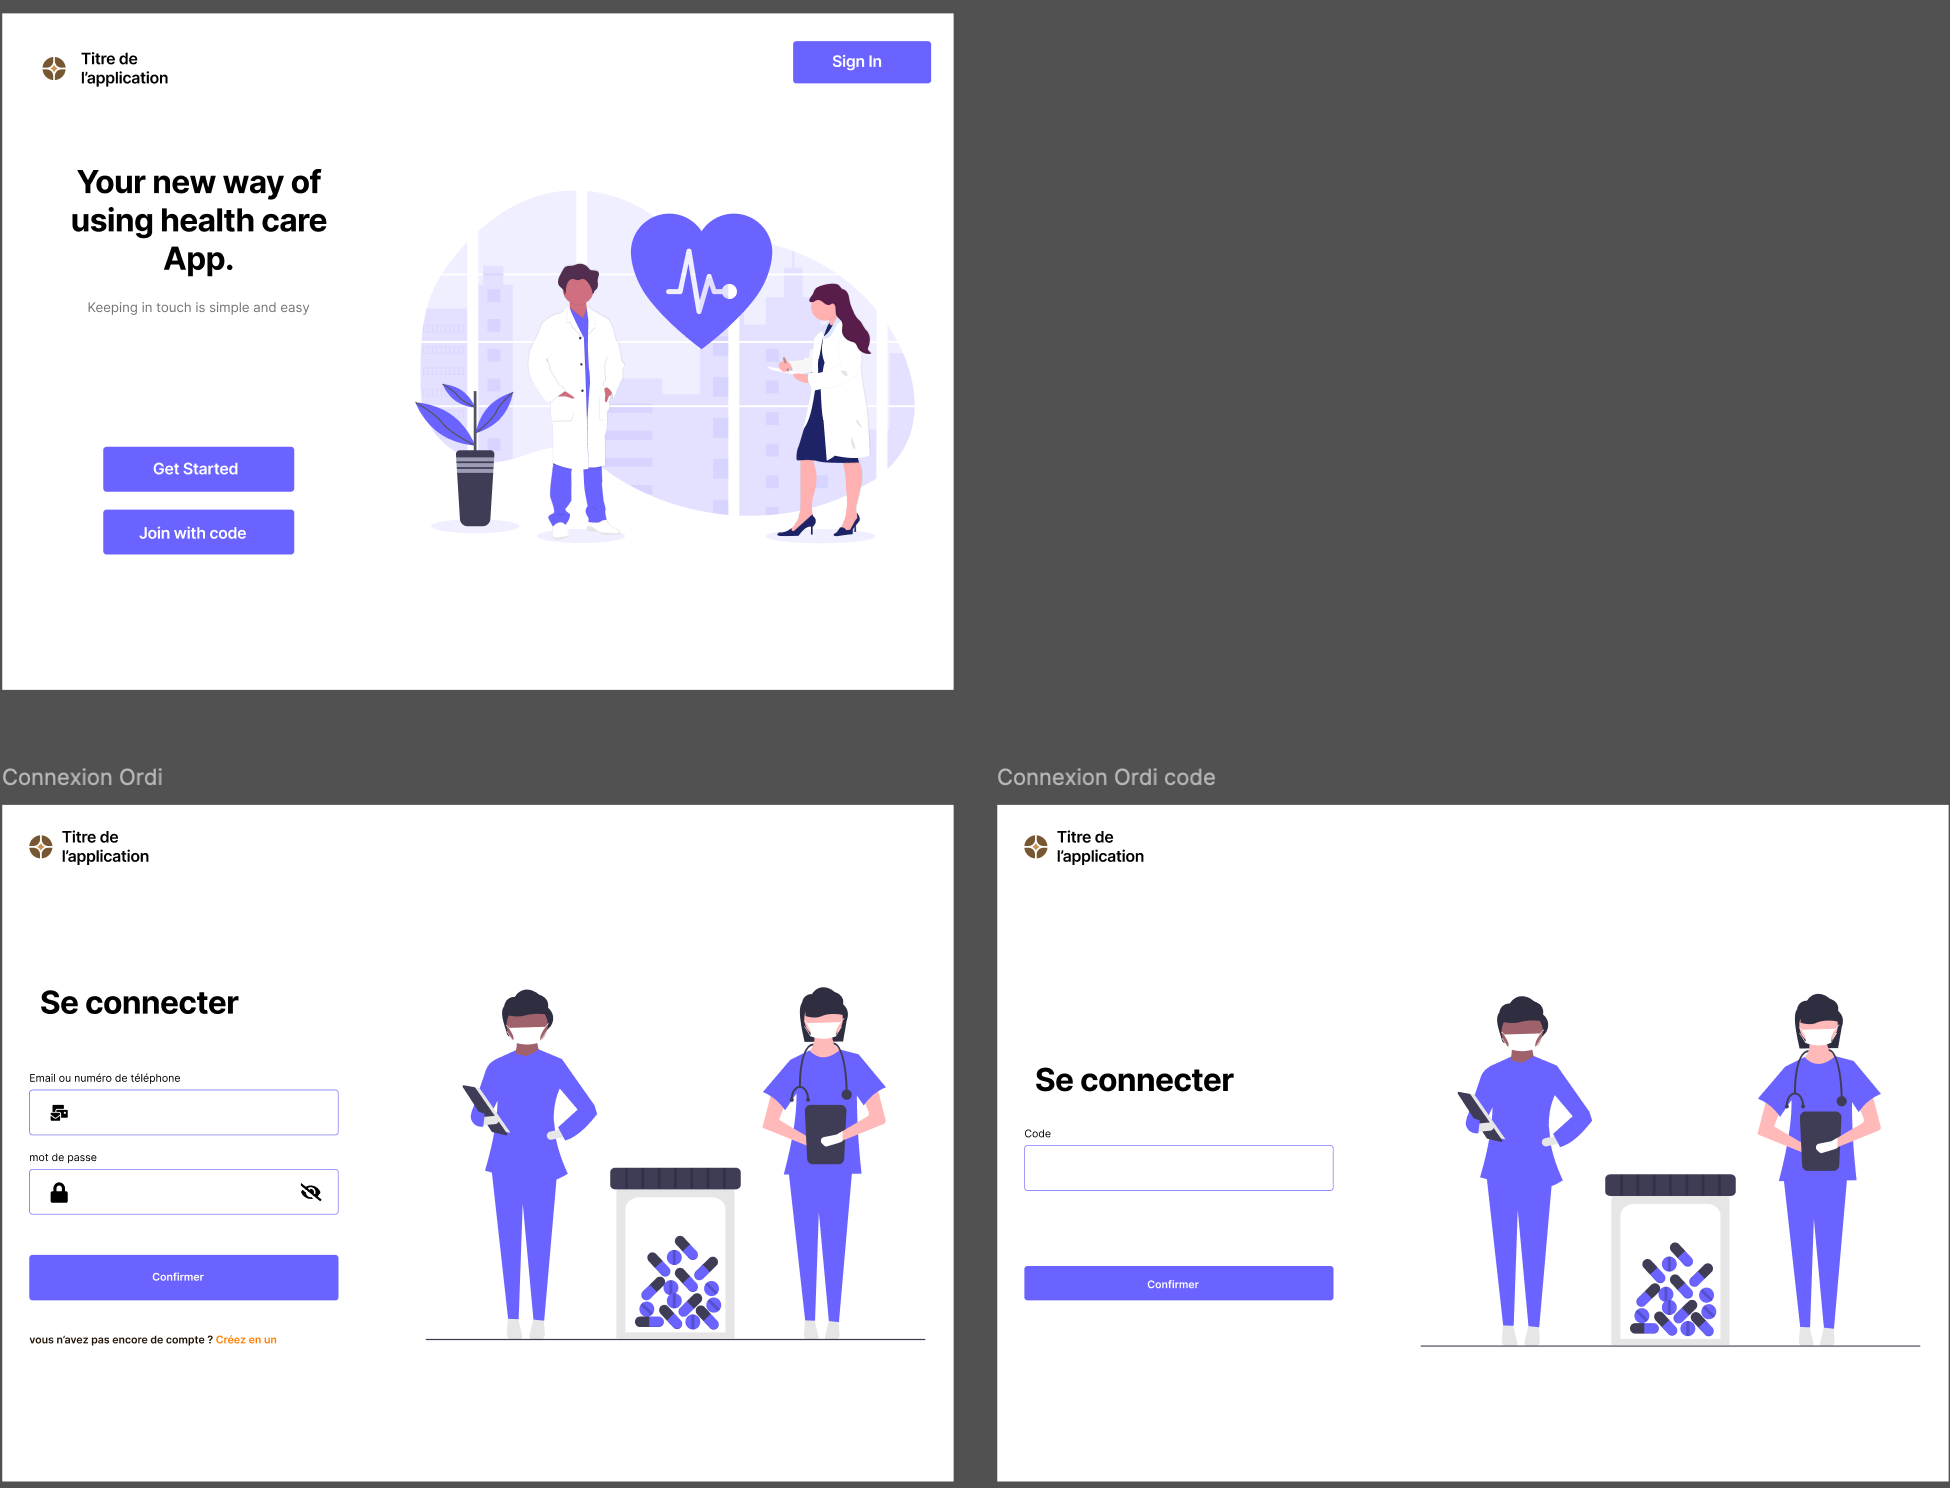 Titre de
l'application
Sign In
Your new way of
using health care
App.
Keeping in touch is simple and easy
Get Started
Join with code
Connexion Ordi
Titre de
l'application
Se connecter
Email ou numéro de téléphone
mot de passe
Confirmer
vous n'avez pas encore de compte ? Créez en un
Connexion Ordi code
Titre de
l'application
Se connecter
Code
Confirmer